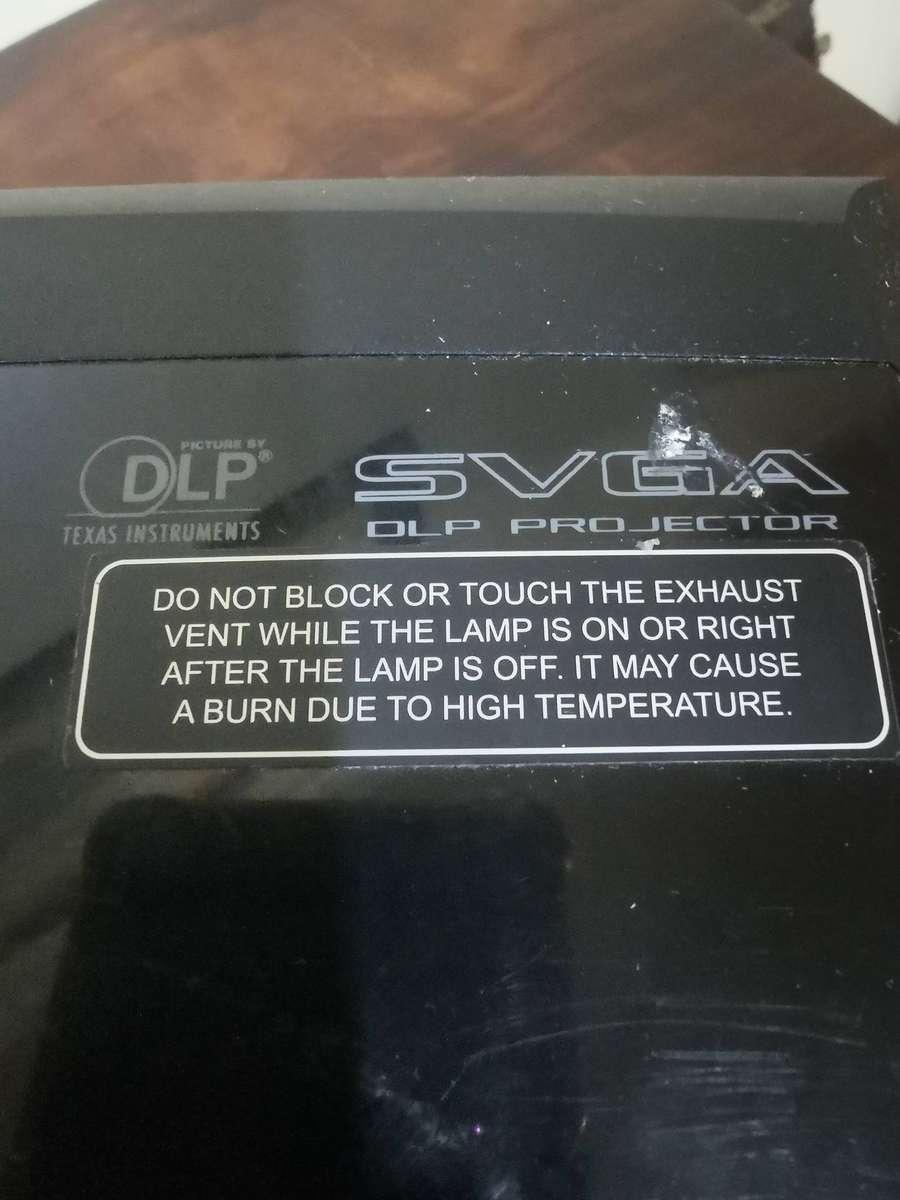 PICTURE BY
DLP®
TEXAS INSTRUMENTS
SVGA
DLP PROJECTOR
DO NOT BLOCK OR TOUCH THE EXHAUST
VENT WHILE THE LAMP IS ON OR RIGHT
AFTER THE LAMP IS OFF. IT MAY CAUSE
A BURN DUE TO HIGH TEMPERATURE.